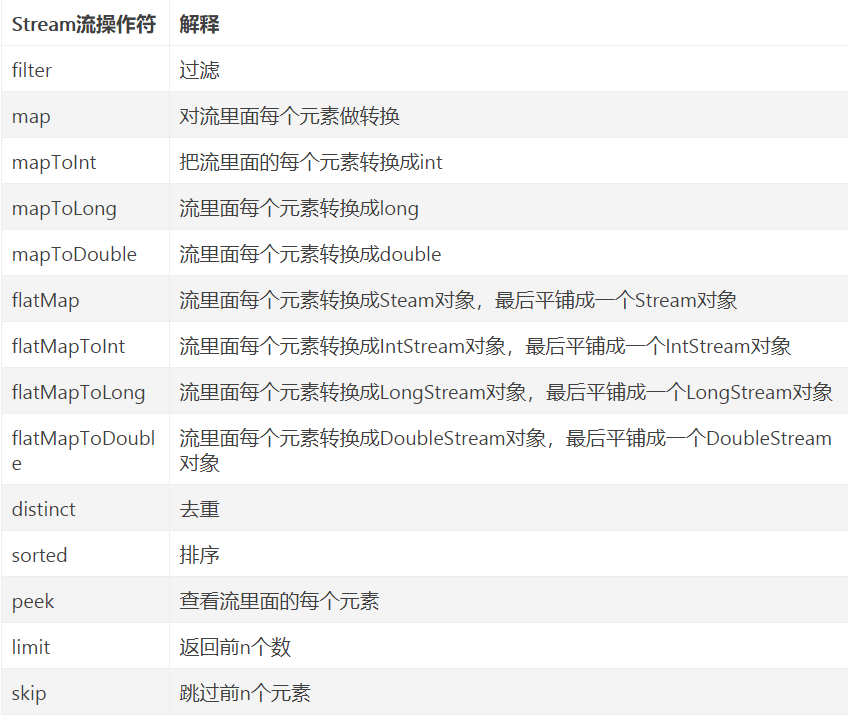 Stream流操作符 解释
filter 过滤
map 对流里面每个元素做转换
mapToInt 把流里面的每个元素转换成int
mapToLong 流里面每个元素转换成long
mapToDouble 流里面每个元素转换成double
flatMap 流里面每个元素转换成Steam对象，最后平铺成一个Stream对象
flatMapToInt 流里面每个元素转换成IntStream对象，最后平铺成一个IntStream对象
flatMapToLong 流里面每个元素转换成LongStream对象，最后平铺成一个LongStream对象
flatMapToDoubl 流里面每个元素转换成DoubleStream对象，最后平铺成一个DoubleStream
e 对象
distinct 去重
sorted 排序
peek 查看流里面的每个元素
limit 返回前n个数
skip 跳过前n个元素